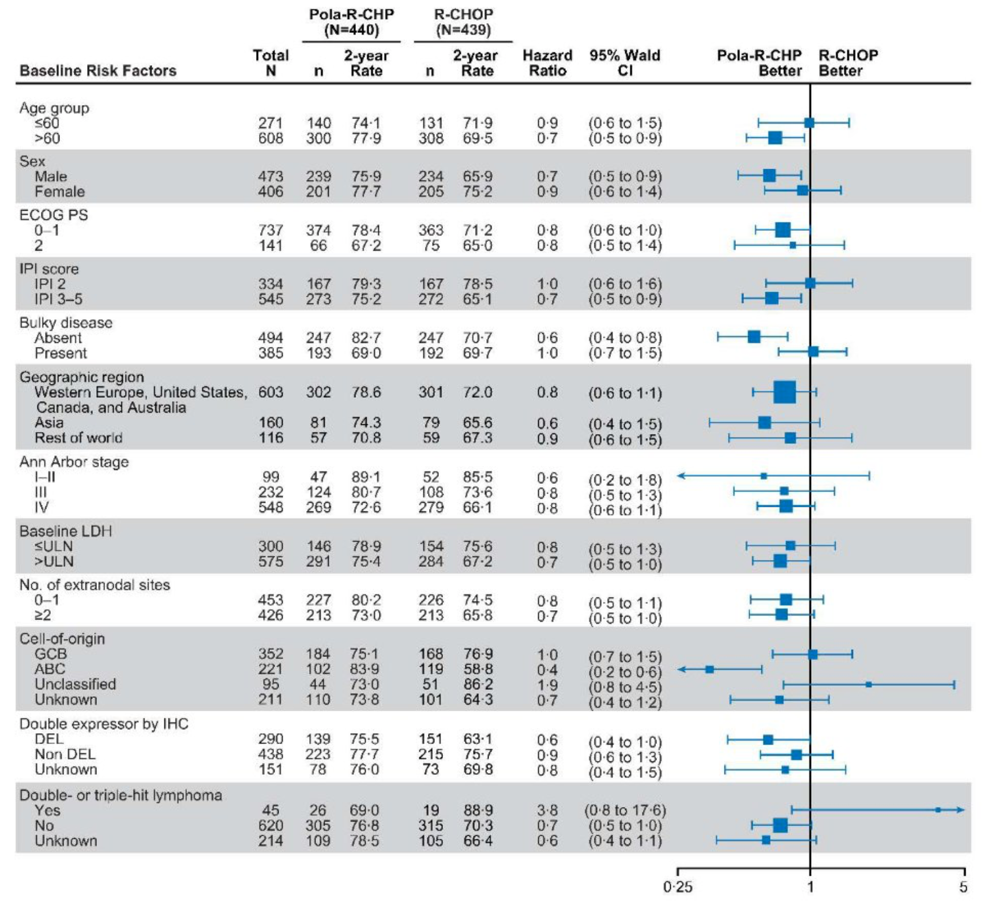 Pola-R-CHP R-CHOP
(N=440) (N=439)
Total 2-year 2-year Hazard 95% Wald Pola-R-CHP R-CHOP
Baseline Risk Factors N n Rate n Rate Ratio CI Better Better
Age group
≤60 271 140 74·1 131 71·9 0·9 (0·6 to 1·5)
>60 608 300 77·9 308 69·5 0·7 (0·5 to 0·9)
Sex
Male 473 239 75·9 234 65·9 0·7 (0·5 to 0·9)
Female 406 201 77·7 205 75·2 0·9 (0·6 to 1·4)
ECOG PS
0–1 737 374 78·4 363 71·2 0·8 (0·6 to 1·0)
2 141 66 67·2 75 65·0 0·8 (0·5 to 1·4)
IPI score
IPI 2 334 167 79·3 167 78·5 1·0 (0·6 to 1·6)
IPI 3–5 545 273 75·2 272 65·1 0·7 (0·5 to 0·9)
Bulky disease
Absent 494 247 82·7 247 70·7 0·6 (0·4 to 0·8)
Present 385 193 69·0 192 69·7 1·0 (0·7 to 1·5)
Geographic region
Western Europe, United States, 603 302 78.6 301 72.0 0.8 (0·6 to 1·1)
Canada, and Australia
Asia 160 81 74.3 79 65.6 0.6 (0·4 to 1·5)
Rest of world 116 57 70.8 59 67.3 0.9 (0·6 to 1·5)
Ann Arbor stage
I–II 99 47 89·1 52 85·5 0·6 (0·2 to 1·8)
III 232 124 80·7 108 73·6 0·8 (0·5 to 1·3)
IV 548 269 72·6 279 66·1 0·8 (0·6 to 1·1)
Baseline LDH
≤ULN 300 146 78·9 154 75·6 0·8 (0·5 to 1·3)
>ULN 575 291 75·4 284 67·2 0·7 (0·5 to 1·0)
No. of extranodal sites
0–1 453 227 80·2 226 74·5 0·8 (0·5 to 1·1)
≥2 426 213 73·0 213 65·8 0·7 (0·5 to 1·0)
Cell-of-origin
GCB 352 184 75·1 168 76·9 1·0 (0·7 to 1·5)
ABC 221 102 83·9 119 58·8 0·4 (0·2 to 0·6)
Unclassified 95 44 73·0 51 86·2 1·9 (0·8 to 4·5)
Unknown 211 110 73·8 101 64·3 0·7 (0·4 to 1·2)
Double expressor by IHC
DEL 290 139 75·5 151 63·1 0·6 (0·4 to 1·0)
Non DEL 438 223 77·7 215 75·7 0·9 (0·6 to 1·3)
Unknown 151 78 76·0 73 69·8 0·8 (0·4 to 1·5)
Double- or triple-hit lymphoma
Yes 45 26 69·0 19 88·9 3·8 (0·8 to 17·6)
No 620 305 76·8 315 70·3 0·7 (0·5 to 1·0)
Unknown 214 109 78·5 105 66·4 0·6 (0·4 to 1·1)
0·25 1 5